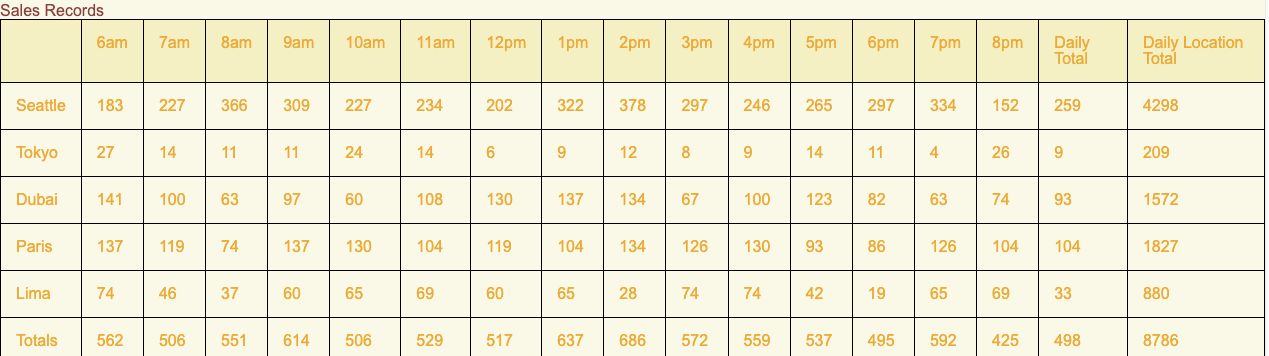 Sales Records
6am 7am 8am 9am 10am 11am 12pm 1pm 2pm 3pm 4pm 5pm 6pm 7pm 8pm Daily Total Daily Location Total
Seattle 183 227 366 309 227 234 202 322 378 297 246 265 297 334 152 259 4298
Tokyo 27 14 11 11 24 14 6 9 12 8 9 14 11 4 26 9 209
Dubai 141 100 63 97 60 108 130 137 134 67 100 123 82 63 74 93 1572
Paris 137 119 74 137 130 104 119 104 134 126 130 93 86 126 104 104 1827
Lima 74 46 37 60 65 69 60 65 28 74 74 42 19 65 69 33 880
Totals 562 506 551 614 506 529 517 637 686 572 559 537 495 592 425 498 8786